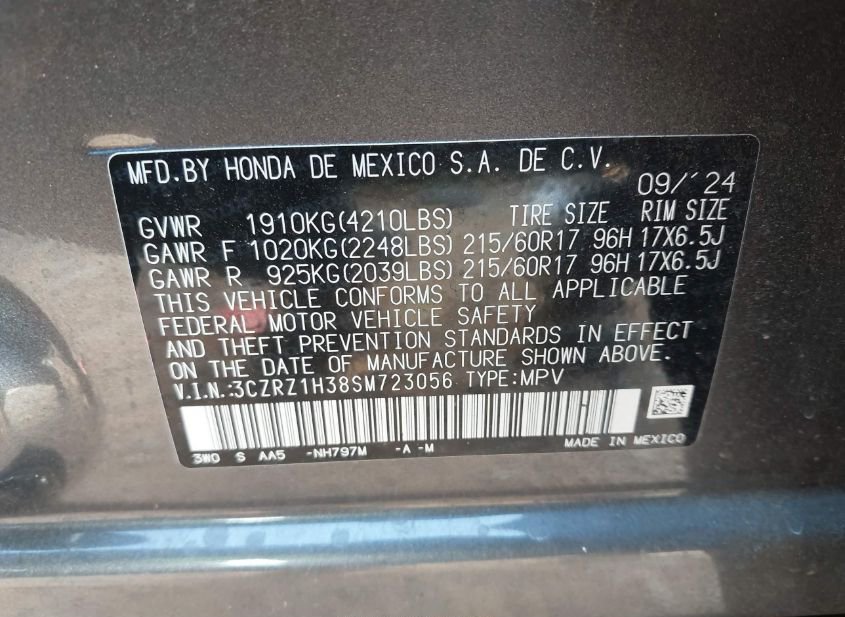 MFD.BY HONDA DE MEXICO S.A. DE C.V.
09/´24
GVWR 1910KG(4210LBS) TIRE SIZE RIM SIZE
GAWR F 1020KG(2248LBS) 215/60R17 96H 17X6.5J
GAWR R 925KG(2039LBS) 215/60R17 96H 17X6.5J
THIS VEHICLE CONFORMS TO ALL APPLICABLE
FEDERAL MOTOR VEHICLE SAFETY
AND THEFT PREVENTION STANDARDS IN EFFECT
ON THE DATE OF MANUFACTURE SHOWN ABOVE.
V.I.N.:3CZRZ1H38SM723056 TYPE:MPV
3W0 S AA5 -NH797M -A -M
MADE IN MEXICO